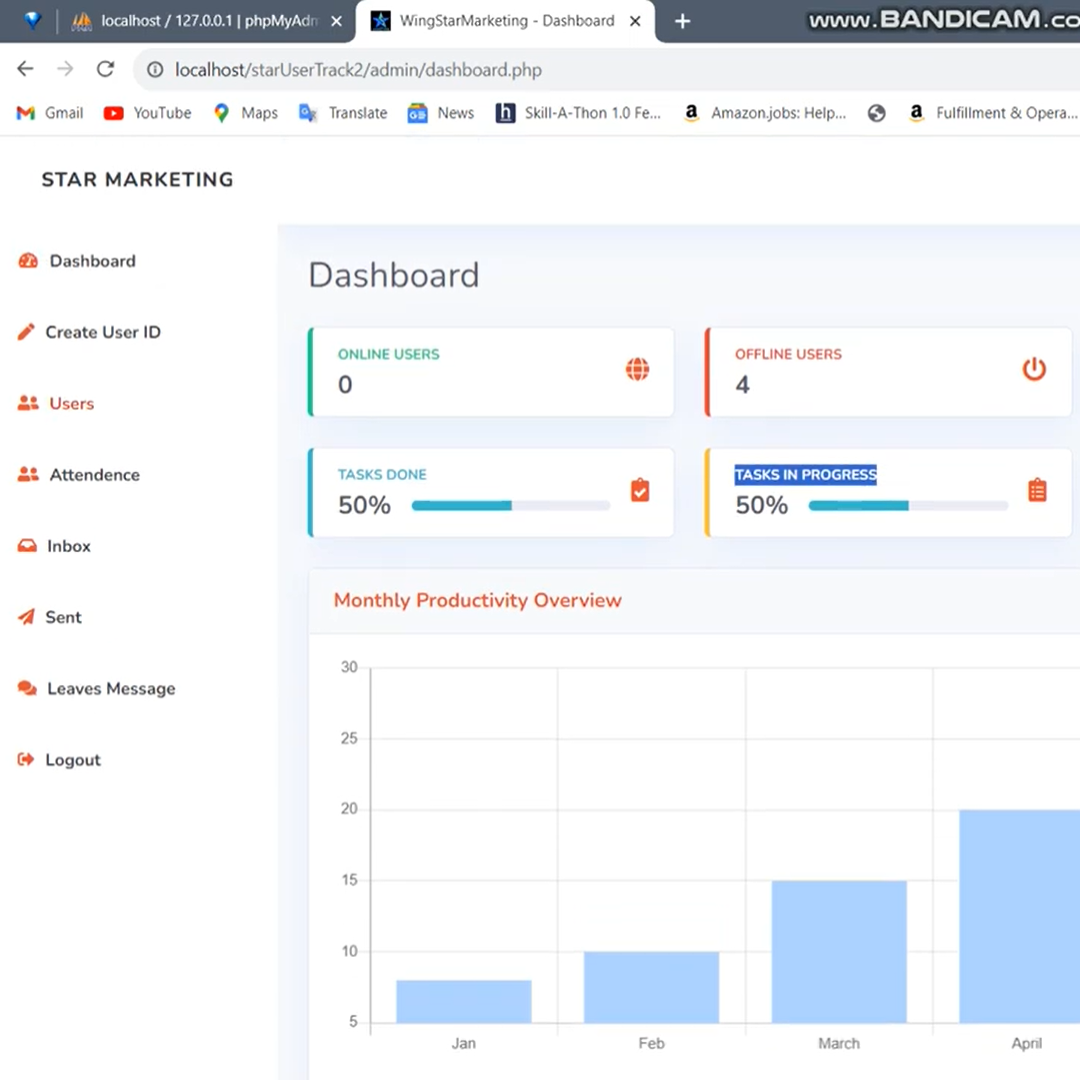 localhost / 127.0.0.1 | phpMyAdm
WingStarMarketing - Dashboard
www.BANDICAM.co
localhost/starUserTrack2/admin/dashboard.php
Gmail
YouTube
Maps
Translate
News
Skill-A-Thon 1.0 Fe...
Amazon.jobs: Help...
Fulfillment & Opera...
STAR MARKETING
Dashboard
Create User ID
Users
Attendence
Inbox
Sent
Leaves Message
Logout
Dashboard
ONLINE USERS
0
OFFLINE USERS
4
TASKS DONE
50%
TASKS IN PROGRESS
50%
Monthly Productivity Overview
30
25
20
15
10
5
Jan
Feb
March
April